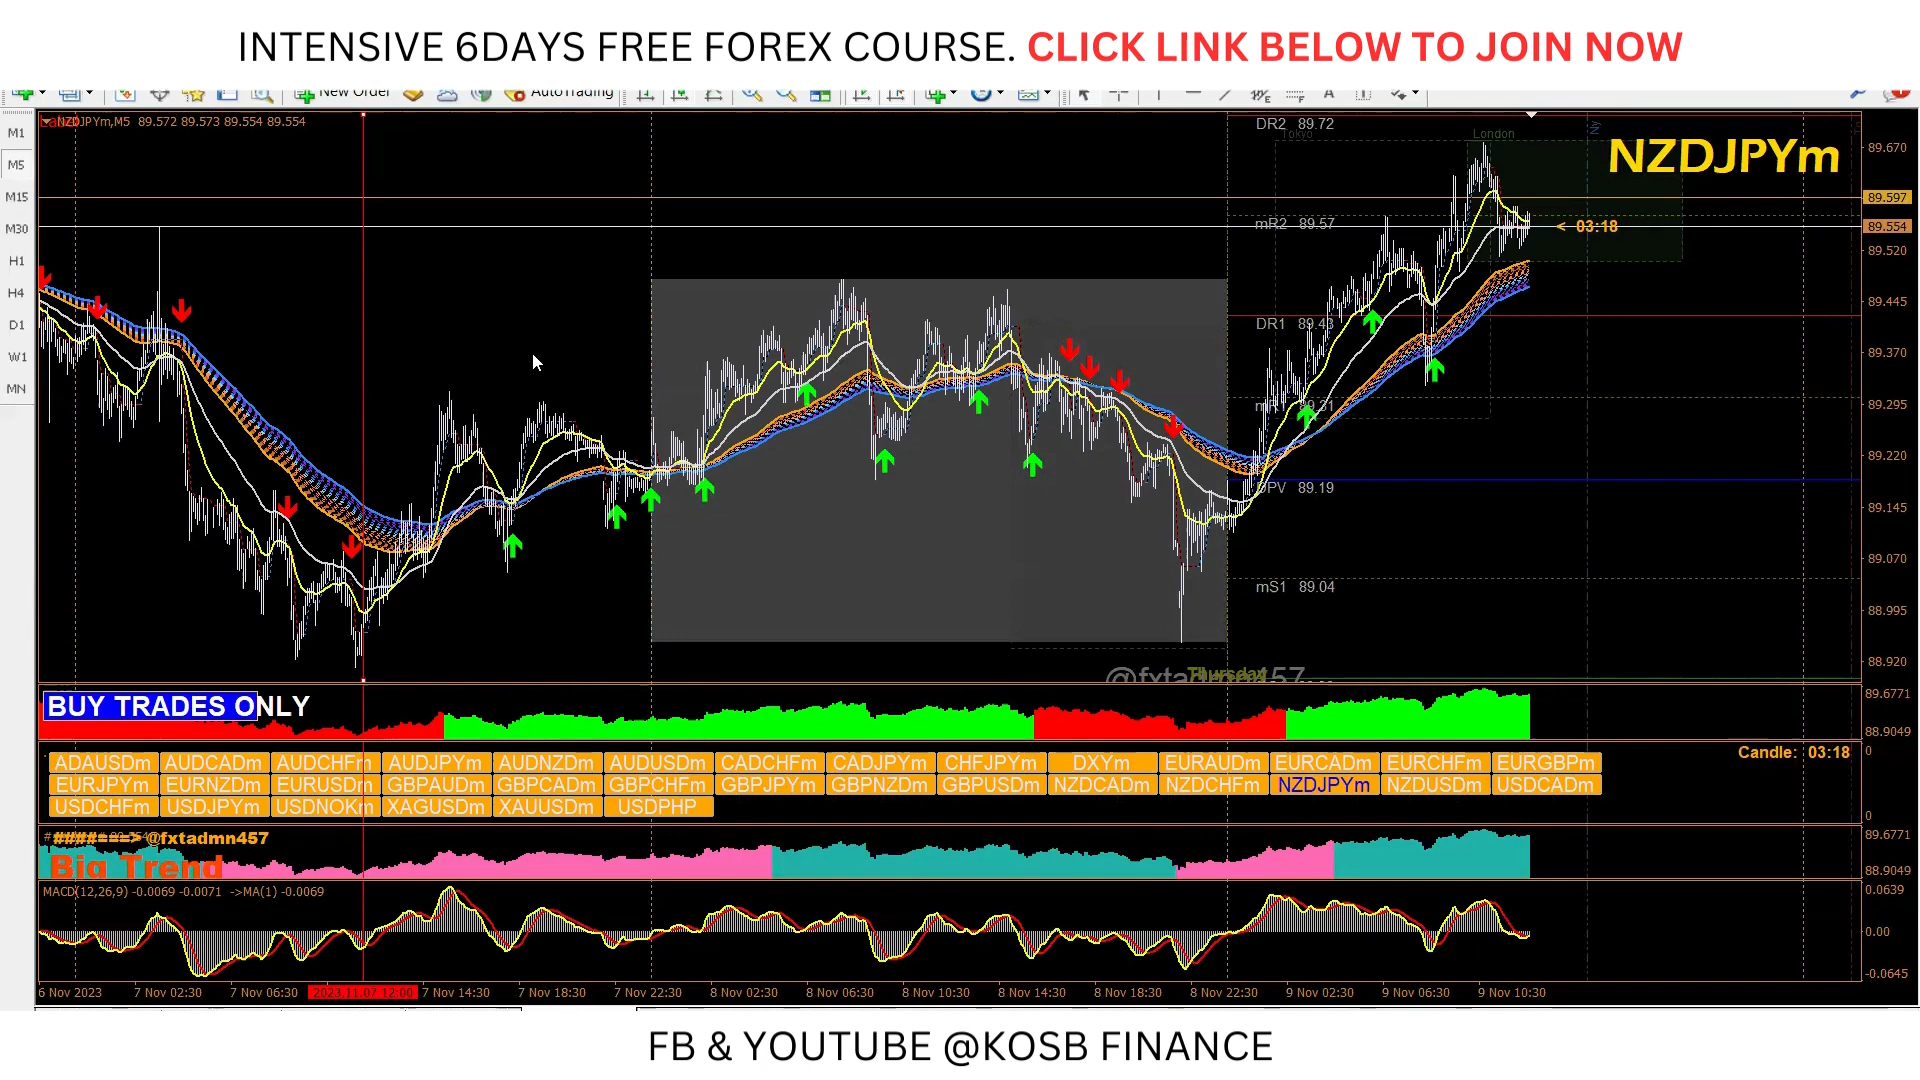 INTENSIVE 6DAYS FREE FOREX COURSE. CLICK LINK BELOW TO JOIN NOW
New Order AutoTrading
NZDJPYm,M5 89.572 89.573 89.554 89.554
M1
M5
M15
M30
H1
H4
D1
W1
MN
DR2 89.72
Tokyo
London
Ny
NZDJPYm
mR2 89.57
< 03:18
DR1 89.43
89.31
DPV 89.19
mS1 89.04
Thursday
89.670
89.597
89.554
89.520
89.445
89.370
89.295
89.220
89.145
89.070
88.995
88.920
BUY TRADES ONLY
89.6771
88.9049
Candle: 03:18
0
0
ADAUSDm AUDCADm AUDCHFm AUDJPYm AUDNZDm AUDUSDm CADCHFm CADJPYm CHFJPYm DXYm EURAUDm EURCADm EURCHFm EURGBPm
EURJPYm EURNZDm EURUSDm GBPAUDm GBPCADm GBPCHFm GBPJPYm GBPNZDm GBPUSDm NZDCADm NZDCHFm NZDJPYm NZDUSDm USDCADm
USDCHFm USDJPYm USDNOKm XAGUSDm XAUUSDm USDPHP
#######=> @fxtadmn457
Big Trend
89.6771
88.9049
MACD(12,26,9) -0.0069 -0.0071 ->MA(1) -0.0069
0.0639
0.00
-0.0645
6 Nov 2023 7 Nov 02:30 7 Nov 06:30 2023.11.07 12:00 7 Nov 14:30 7 Nov 18:30 7 Nov 22:30 8 Nov 02:30 8 Nov 06:30 8 Nov 10:30 8 Nov 14:30 8 Nov 18:30 8 Nov 22:30 9 Nov 02:30 9 Nov 06:30 9 Nov 10:30
FB & YOUTUBE @KOSB FINANCE